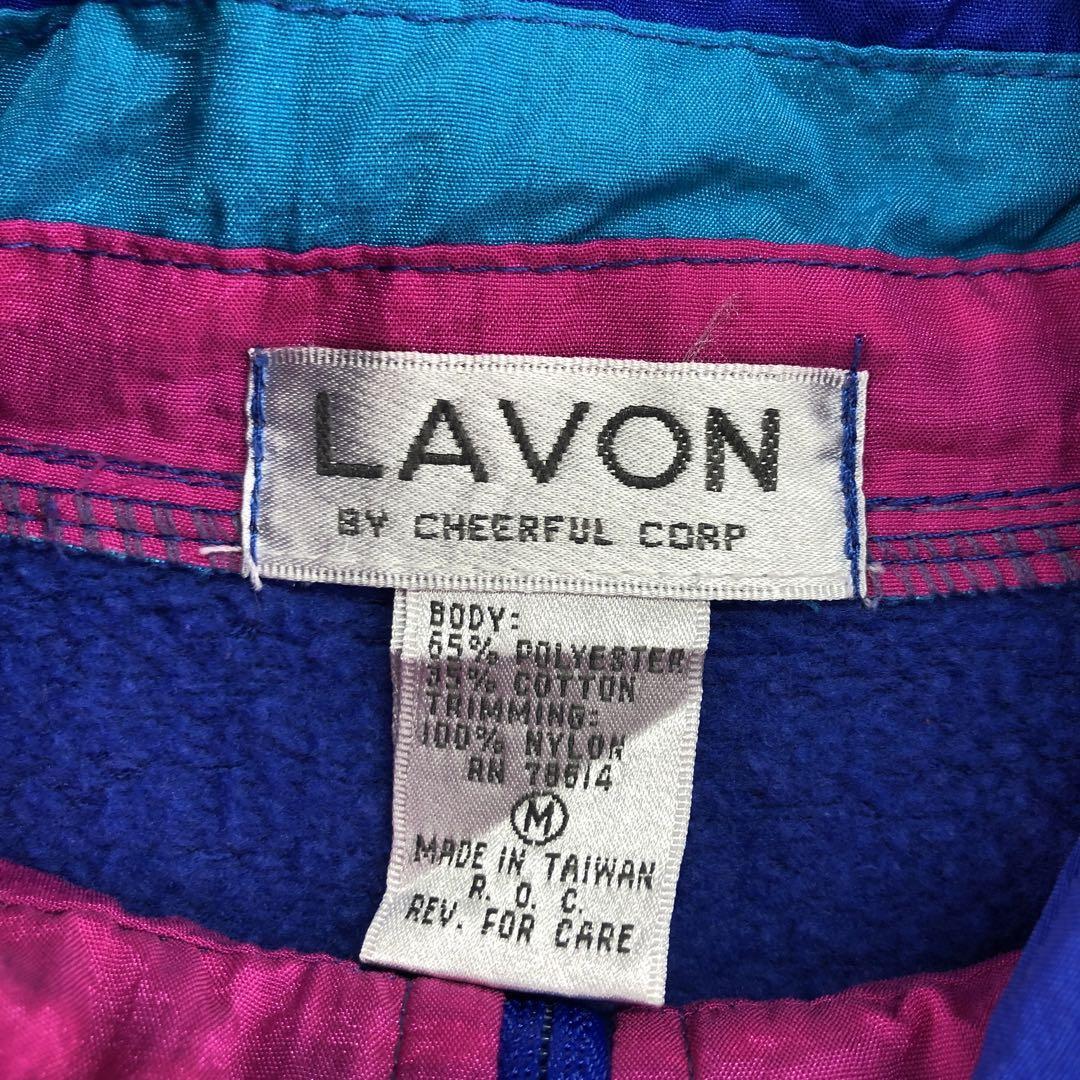 LAVON
BY CHEERFUL CORP
BODY:
65% POLYESTER
35% COTTON
TRIMMING:
100% NYLON
RN 78614
M
MADE IN TAIWAN
R. O. C.
REV. FOR CARE